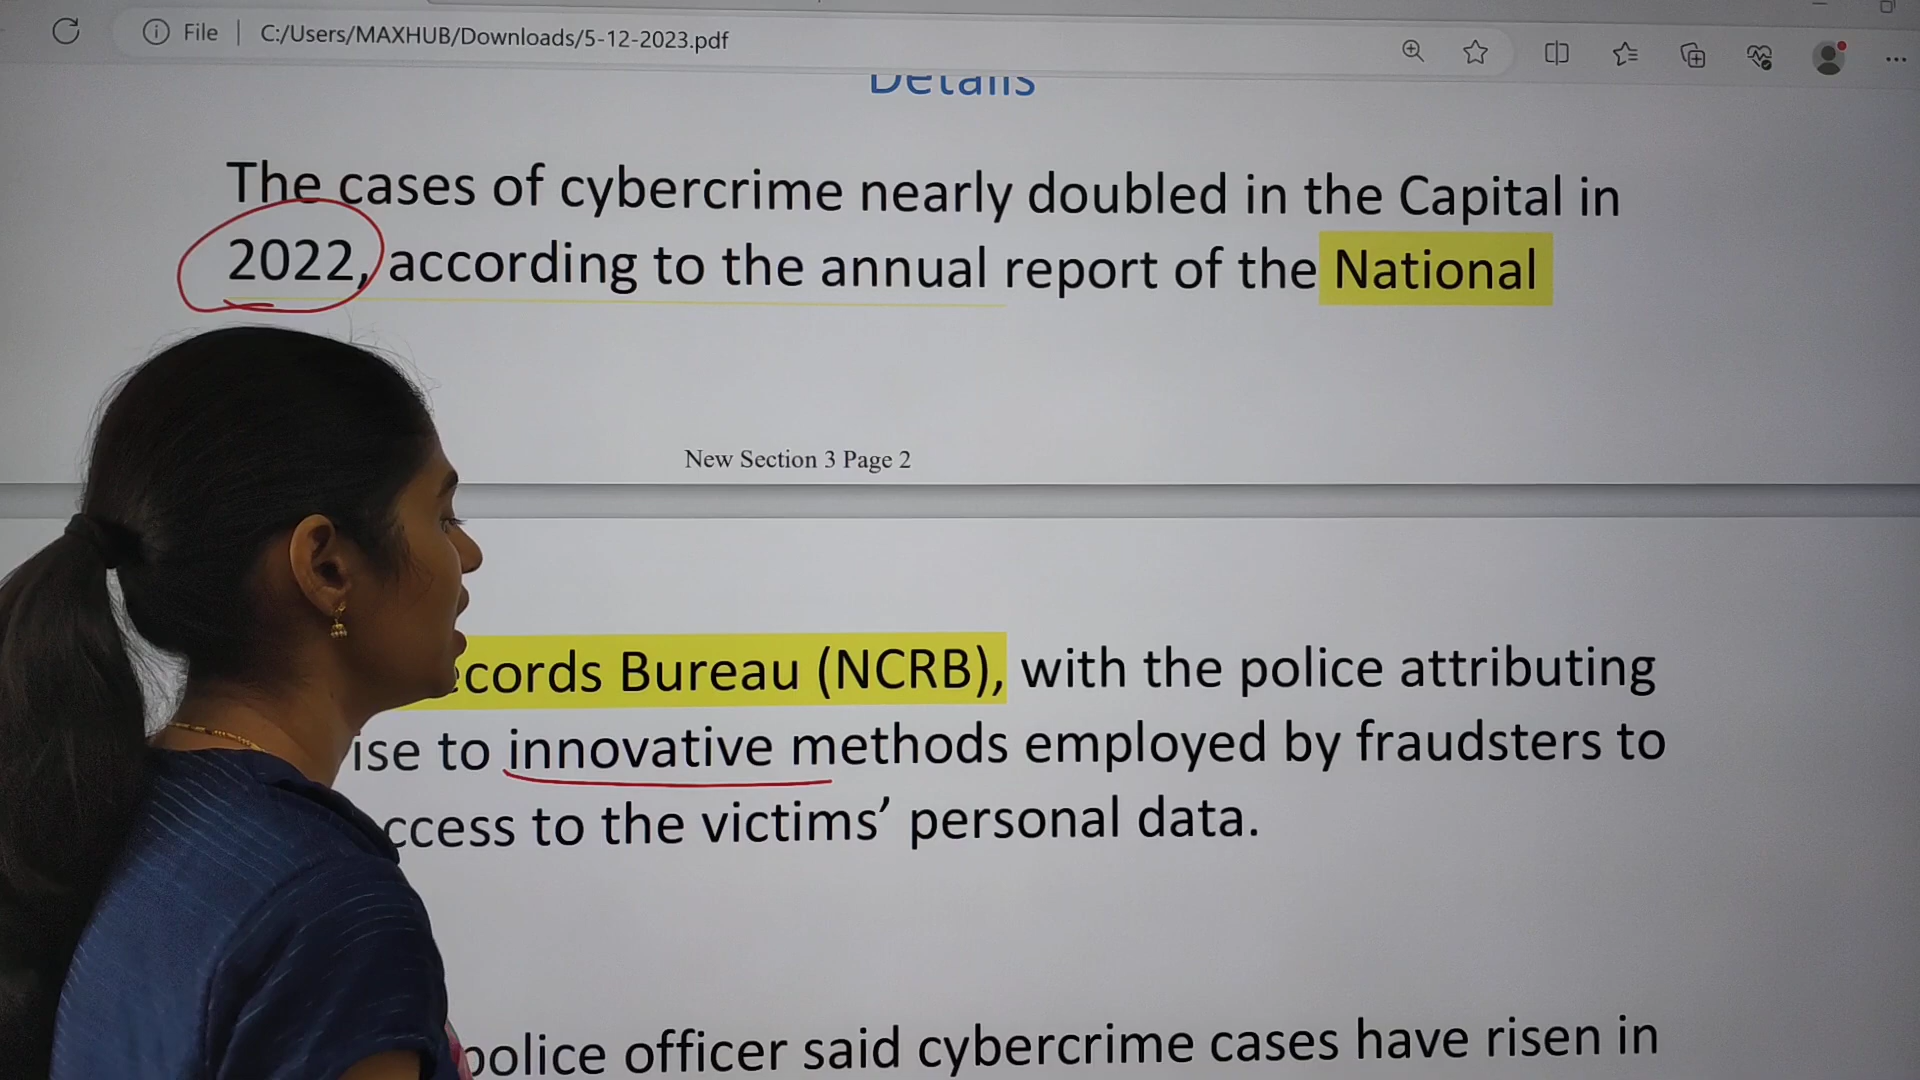 File | C:/Users/MAXHUB/Downloads/5-12-2023.pdf
Details
The cases of cybercrime nearly doubled in the Capital in
2022, according to the annual report of the National
New Section 3 Page 2
ecords Bureau (NCRB), with the police attributing
ise to innovative methods employed by fraudsters to
ccess to the victims’ personal data.
police officer said cybercrime cases have risen in